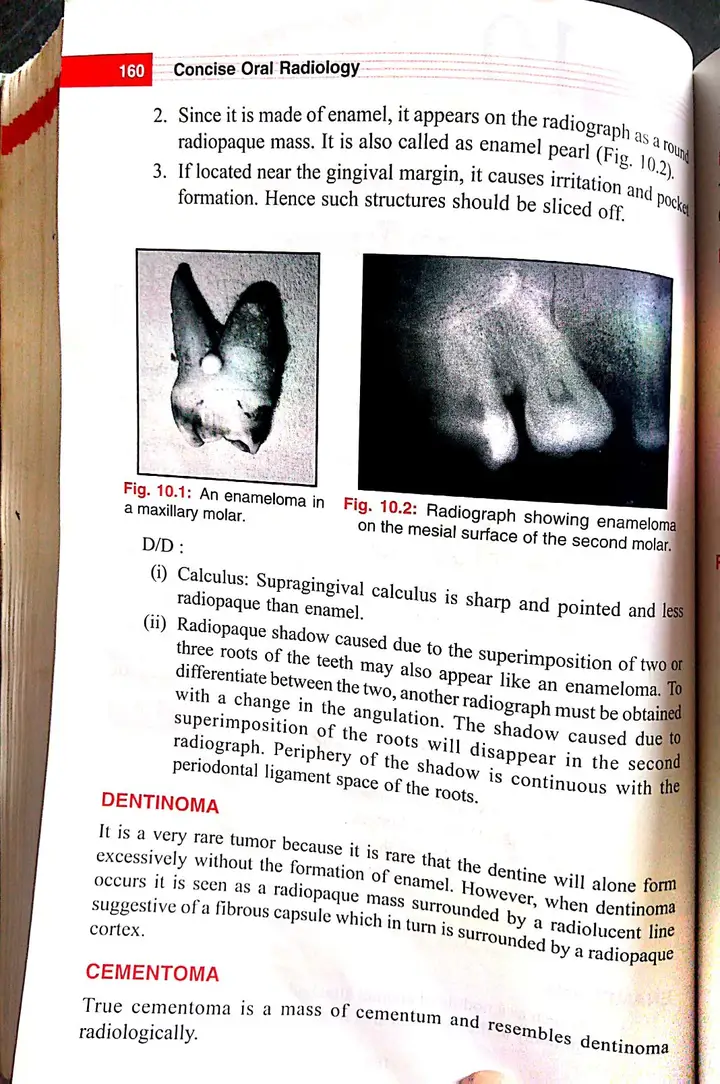 160 Concise Oral Radiology
2. Since it is made of enamel, it appears on the radiograph as a round
radiopaque mass. It is also called as enamel pearl (Fig. 10.2).
3. If located near the gingival margin, it causes irritation and pocket
formation. Hence such structures should be sliced off.
Fig. 10.1: An enameloma in
a maxillary molar.
Fig. 10.2: Radiograph showing enameloma
on the mesial surface of the second molar.
D/D :
(i) Calculus: Supragingival calculus is sharp and pointed and less
radiopaque than enamel.
(ii) Radiopaque shadow caused due to the superimposition of two or
three roots of the teeth may also appear like an enameloma. To
differentiate between the two, another radiograph must be obtained
with a change in the angulation. The shadow caused due to
superimposition of the roots will disappear in the second
radiograph. Periphery of the shadow is continuous with the
periodontal ligament space of the roots.
DENTINOMA
It is a very rare tumor because it is rare that the dentine will alone form
excessively without the formation of enamel. However, when dentinoma
occurs it is seen as a radiopaque mass surrounded by a radiolucent line
suggestive of a fibrous capsule which in turn is surrounded by a radiopaque
cortex.
CEMENTOMA
True cementoma is a mass of cementum and resembles dentinoma
radiologically.